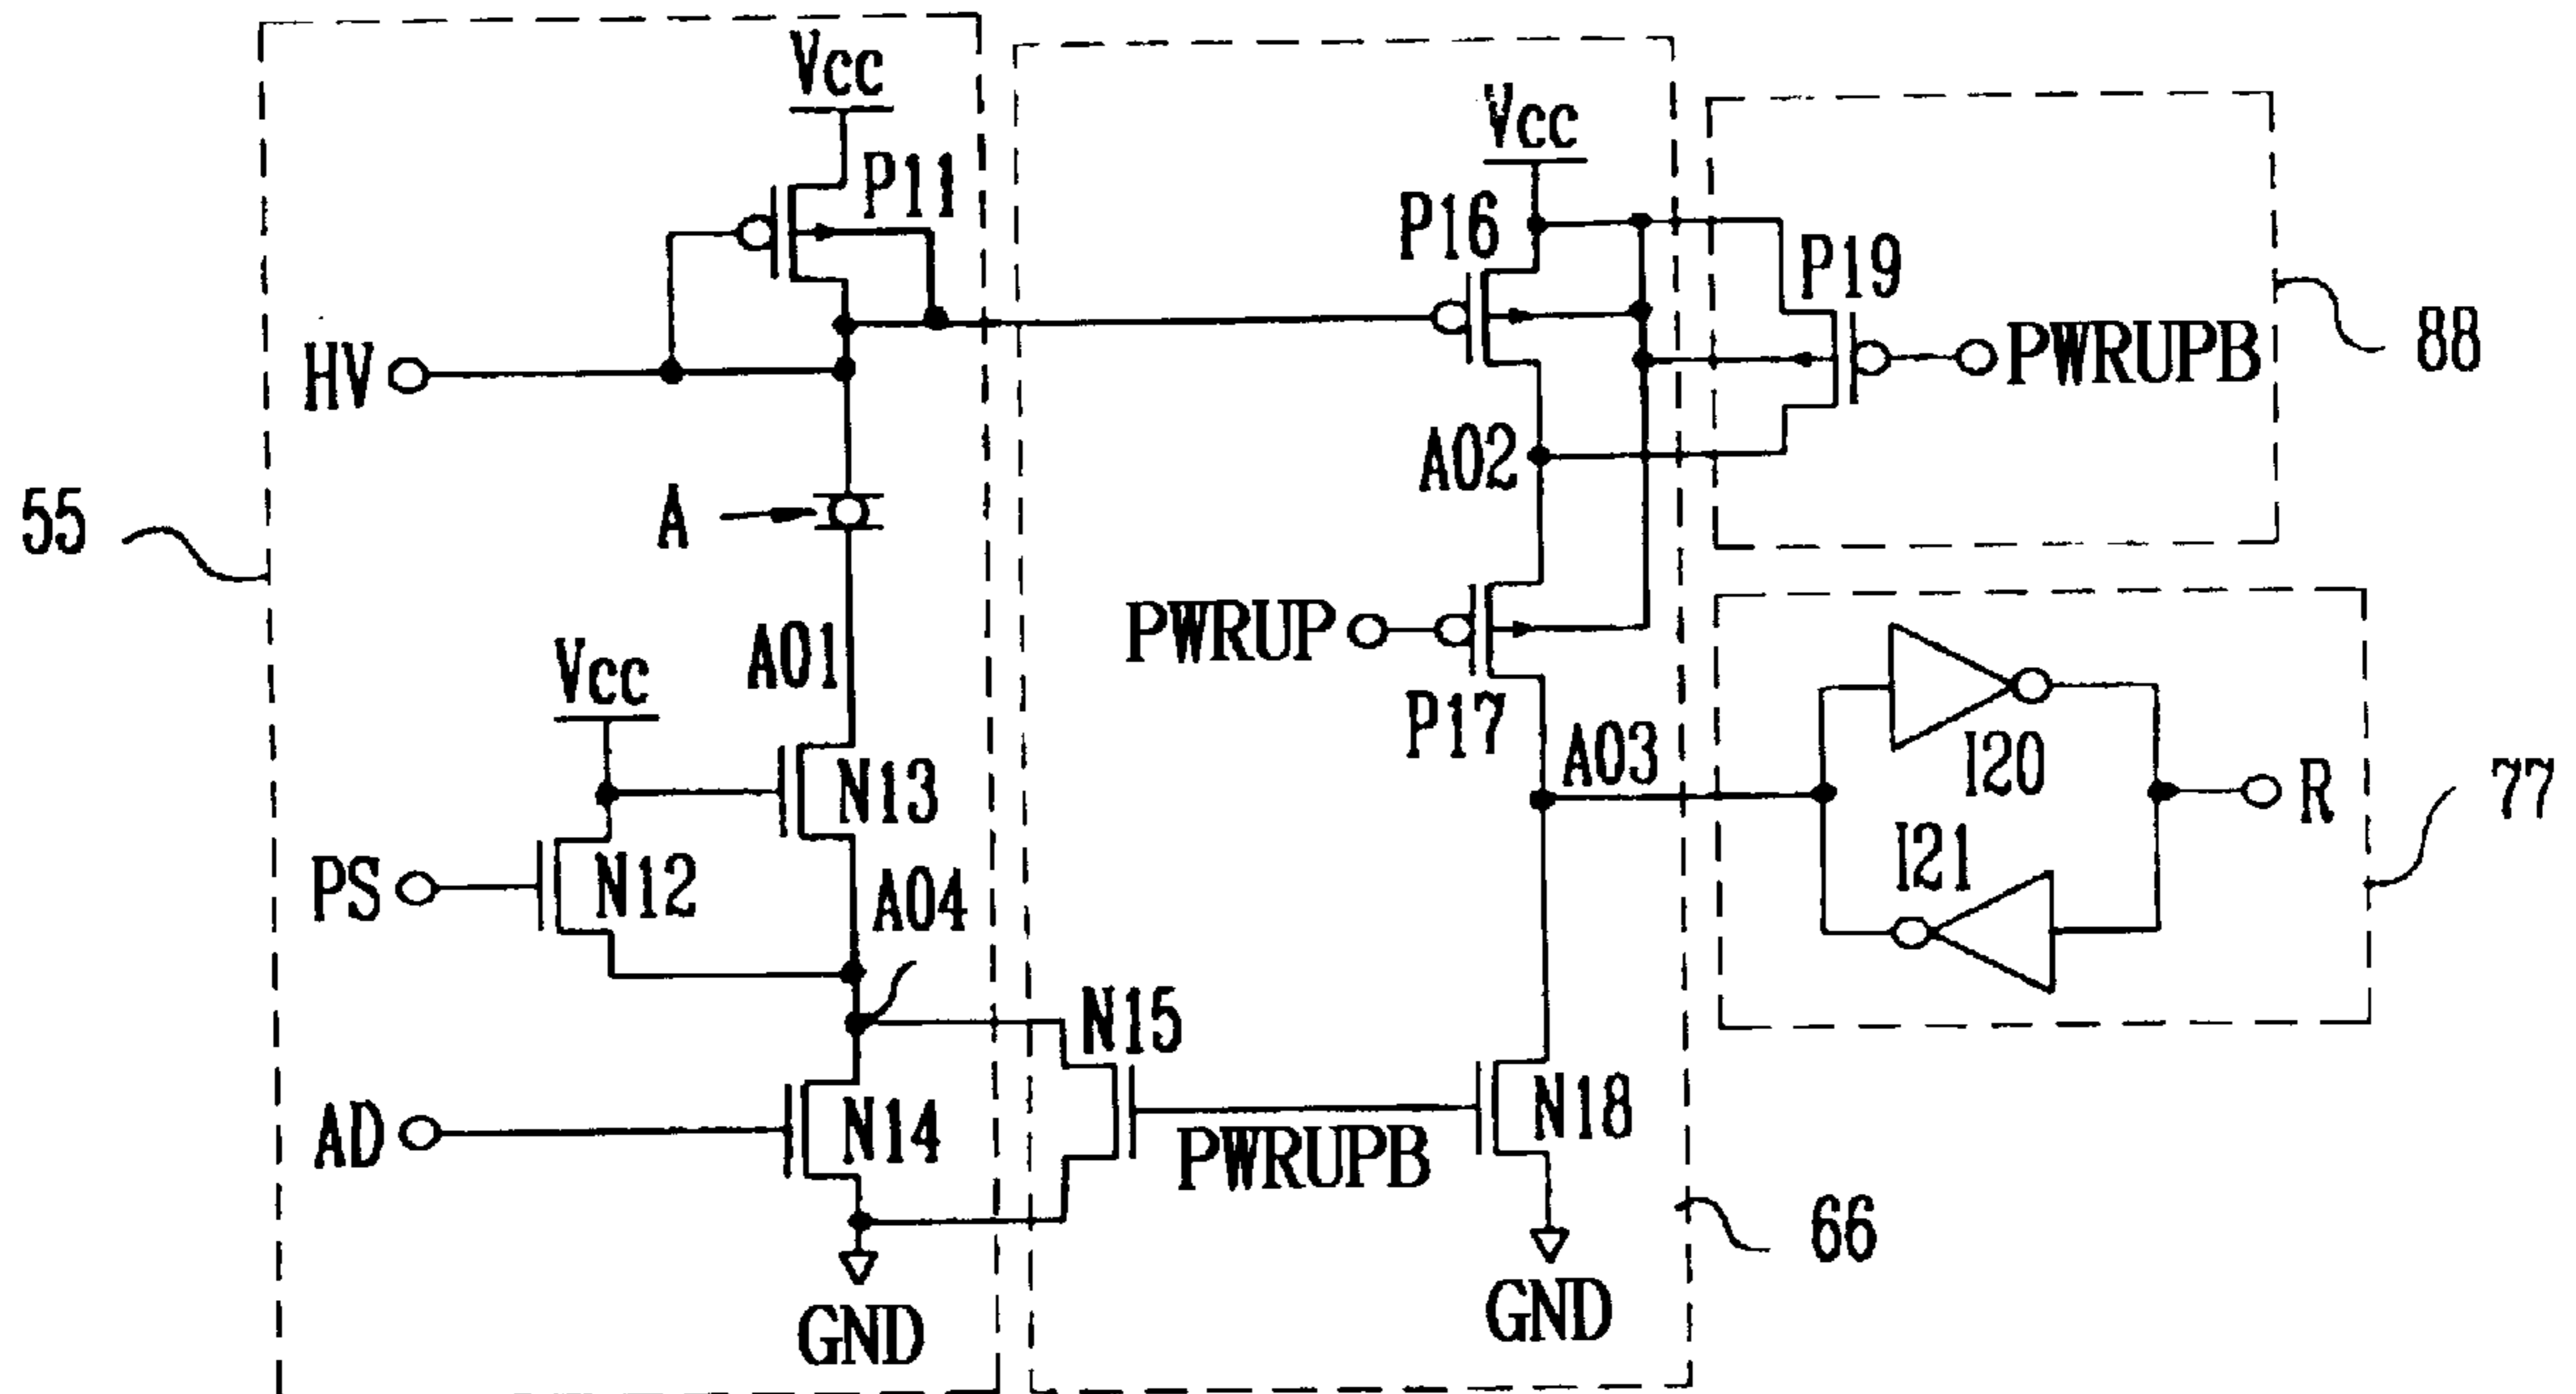 Vcc
Vcc
P11
P16
P19
HV
PWRUPB
88
A02
55
A
PWRUP
A01
Vcc
P17
A03
I20
N13
R
77
I21
PS
N12
A04
N15
AD
N14
N18
PWRUPB
66
GND
GND